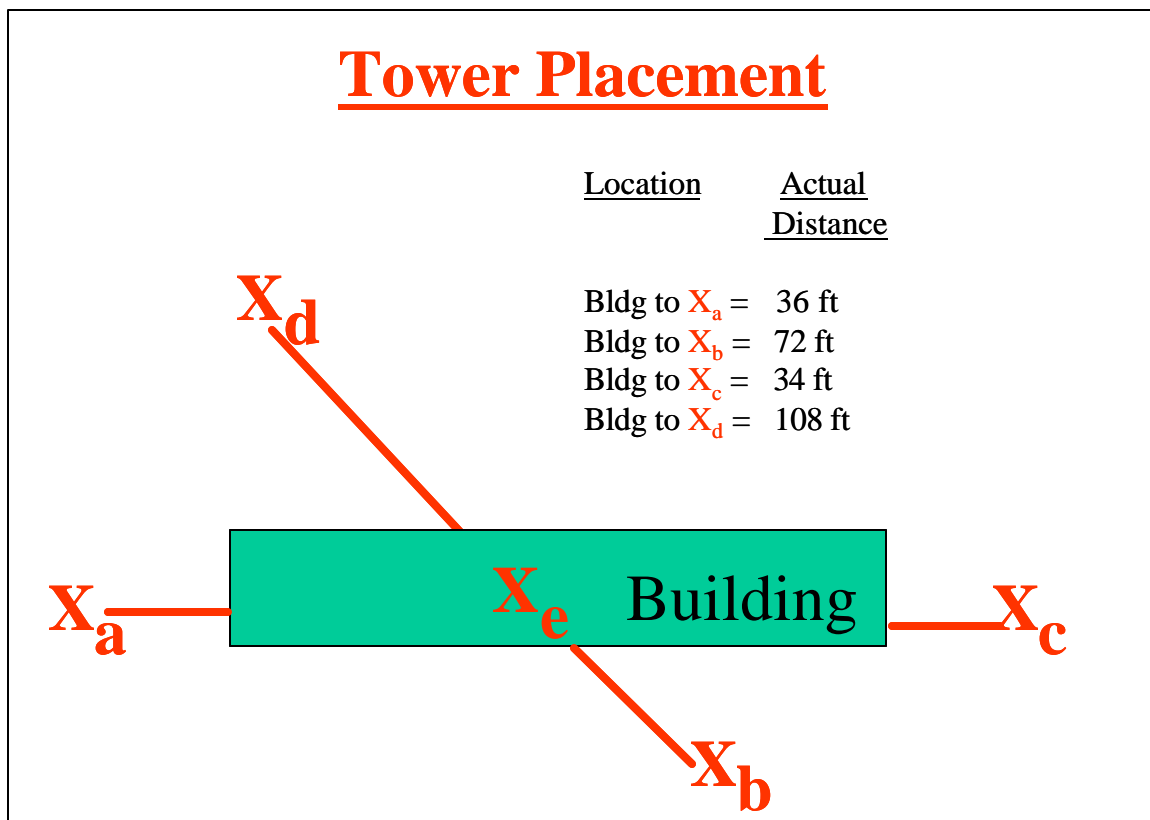 Tower Placement
Location Actual
Distance
Bldg to Xa = 36 ft
Bldg to Xb = 72 ft
Bldg to Xc = 34 ft
Bldg to Xd = 108 ft
Xd
Xa
Xe
Building
Xc
Xb